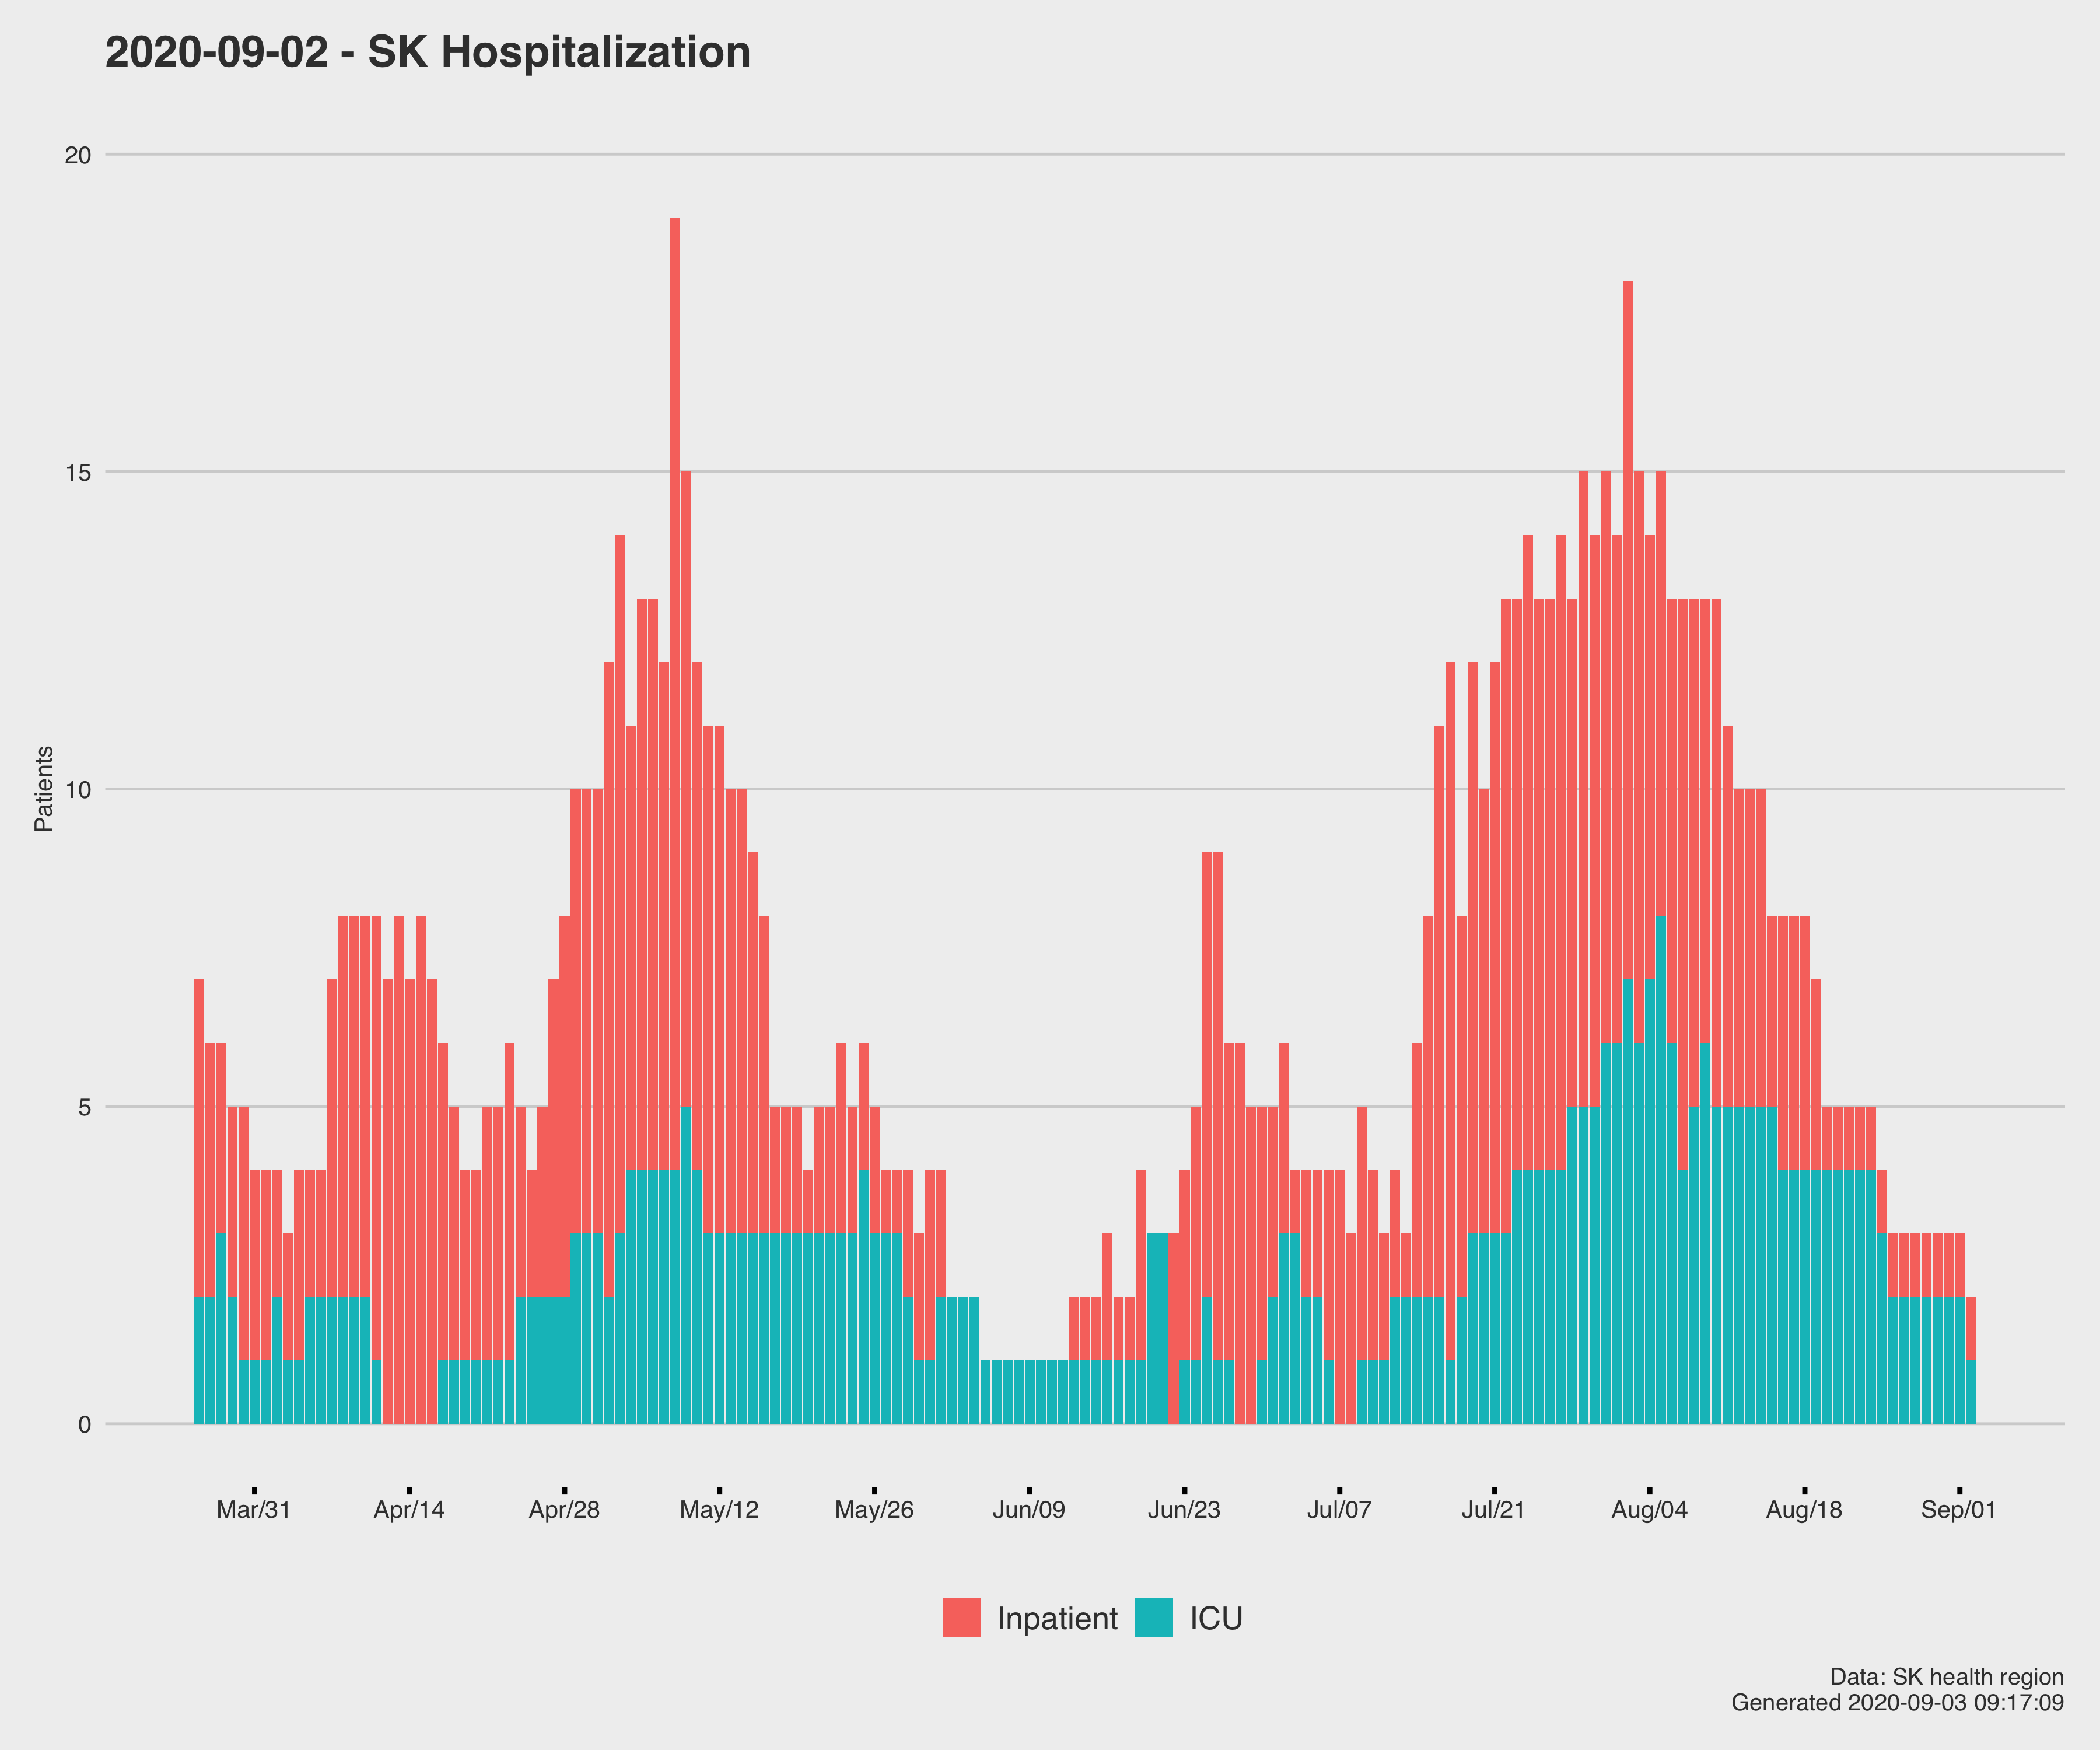 2020-09-02 - SK Hospitalization
20
15
10
5
0
Patients
Mar/31 Apr/14 Apr/28 May/12 May/26 Jun/09 Jun/23 Jul/07 Jul/21 Aug/04 Aug/18 Sep/01
Inpatient ICU
Data: SK health region
Generated 2020-09-03 09:17:09